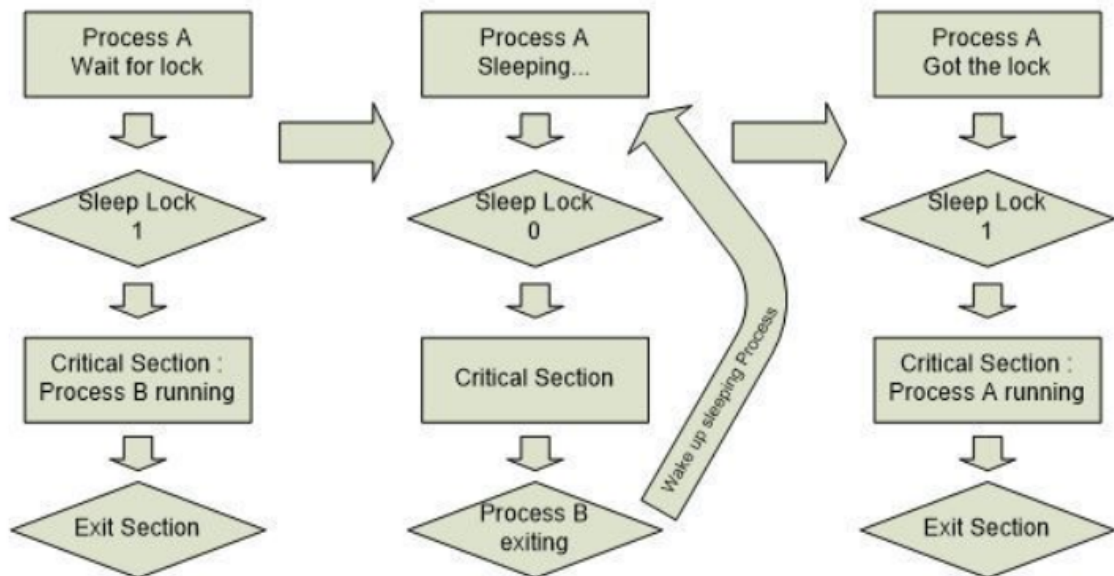 Process A
Wait for lock
Sleep Lock
1
Critical Section :
Process B running
Exit Section
Process A
Sleeping...
Sleep Lock
0
Critical Section
Process B
exiting
Wake up sleeping Process
Process A
Got the lock
Sleep Lock
1
Critical Section :
Process A running
Exit Section